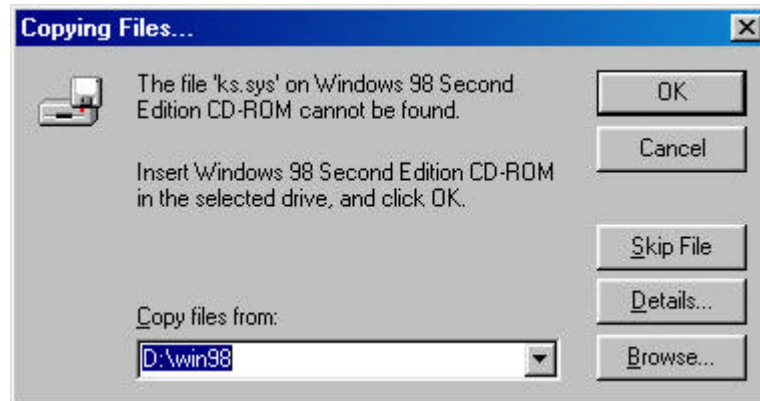 Copying Files...
The file 'ks.sys' on Windows 98 Second
Edition CD-ROM cannot be found.
Insert Windows 98 Second Edition CD-ROM
in the selected drive, and click OK.
Copy files from:
D:\win98
OK
Cancel
Skip File
Details...
Browse...